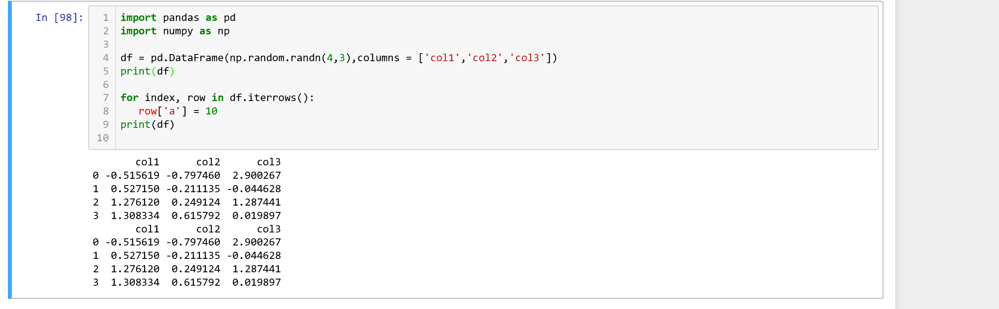 In [98]:
1 import pandas as pd
2 import numpy as np
3
4 df = pd.DataFrame(np.random.randn(4,3),columns = ['col1','col2','col3'])
5 print(df)
6
7 for index, row in df.iterrows():
8    row['a'] = 10
9 print(df)
10
       col1      col2      col3
0 -0.515619 -0.797460  2.900267
1  0.527150 -0.211135 -0.044628
2  1.276120  0.249124  1.287441
3  1.308334  0.615792  0.019897
       col1      col2      col3
0 -0.515619 -0.797460  2.900267
1  0.527150 -0.211135 -0.044628
2  1.276120  0.249124  1.287441
3  1.308334  0.615792  0.019897